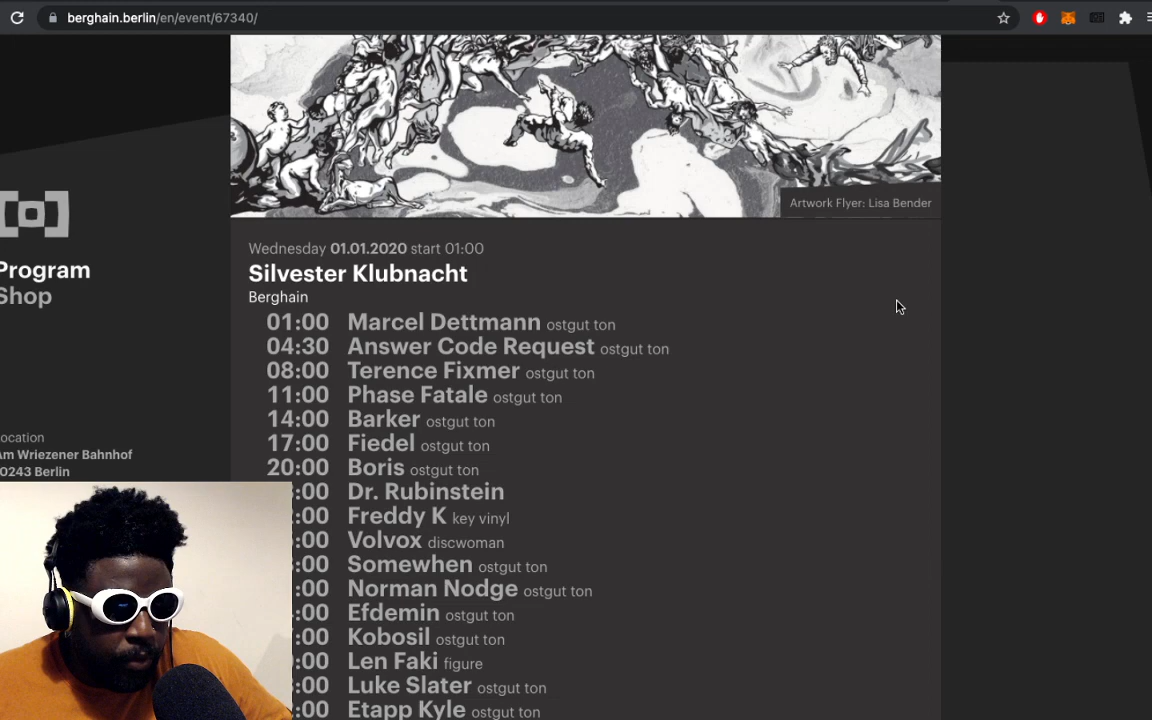 berghain.berlin/en/event/67340/
Artwork Flyer: Lisa Bender
Program
Shop
ocation
Am Wriezener Bahnhof
0243 Berlin
Wednesday 01.01.2020 start 01:00
Silvester Klubnacht
Berghain
01:00 Marcel Dettmann ostgut ton
04:30 Answer Code Request ostgut ton
08:00 Terence Fixmer ostgut ton
11:00 Phase Fatale ostgut ton
14:00 Barker ostgut ton
17:00 Fiedel ostgut ton
20:00 Boris ostgut ton
:00 Dr. Rubinstein
:00 Freddy K key vinyl
:00 Volvox discwoman
:00 Somewhen ostgut ton
:00 Norman Nodge ostgut ton
:00 Efdemin ostgut ton
:00 Kobosil ostgut ton
:00 Len Faki figure
:00 Luke Slater ostgut ton
:00 Etapp Kyle ostgut ton